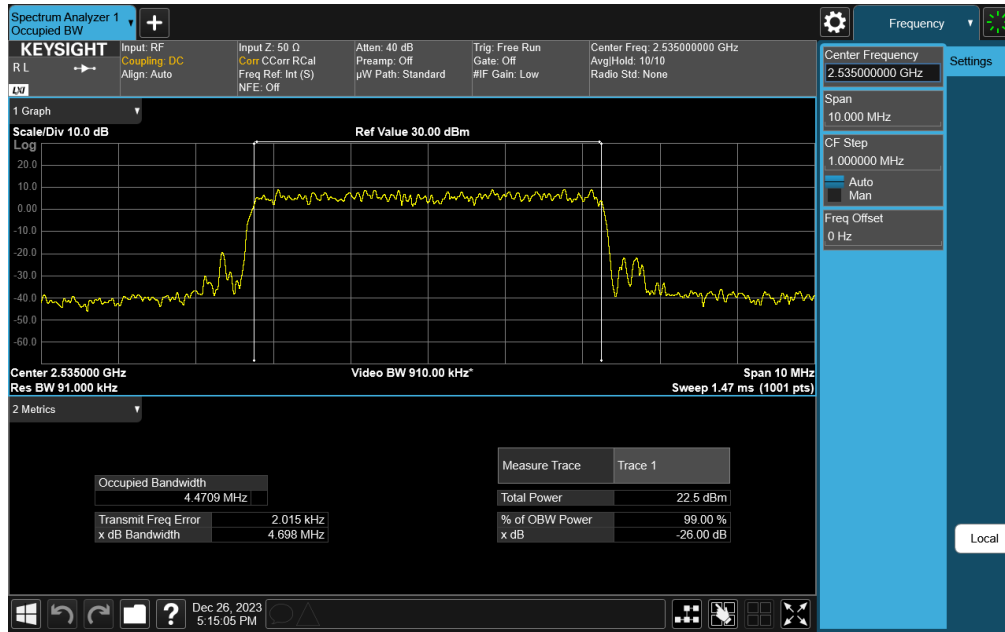 Spectrum Analyzer 1
Occupied BW
Frequency
KEYSIGHT
RL
LXI
Input: RF
Coupling: DC
Align: Auto
Input Z: 50 Ω
Corr CCorr RCal
Freq Ref: Int (S)
NFE: Off
Atten: 40 dB
Preamp: Off
µW Path: Standard
Trig: Free Run
Gate: Off
#IF Gain: Low
Center Freq: 2.535000000 GHz
Avg|Hold: 10/10
Radio Std: None
Center Frequency
2.535000000 GHz
Settings
Span
10.000 MHz
CF Step
1.000000 MHz
Auto
Man
Freq Offset
0 Hz
Local
1 Graph
Scale/Div 10.0 dB
Ref Value 30.00 dBm
Log
20.0
10.0
0.00
-10.0
-20.0
-30.0
-40.0
-50.0
-60.0
Center 2.535000 GHz
Video BW 910.00 kHz*
Span 10 MHz
Res BW 91.000 kHz
Sweep 1.47 ms (1001 pts)
2 Metrics
Occupied Bandwidth
4.4709 MHz
Transmit Freq Error 2.015 kHz
x dB Bandwidth 4.698 MHz
Measure Trace Trace 1
Total Power 22.5 dBm
% of OBW Power 99.00 %
x dB -26.00 dB
?
Dec 26, 2023
5:15:05 PM